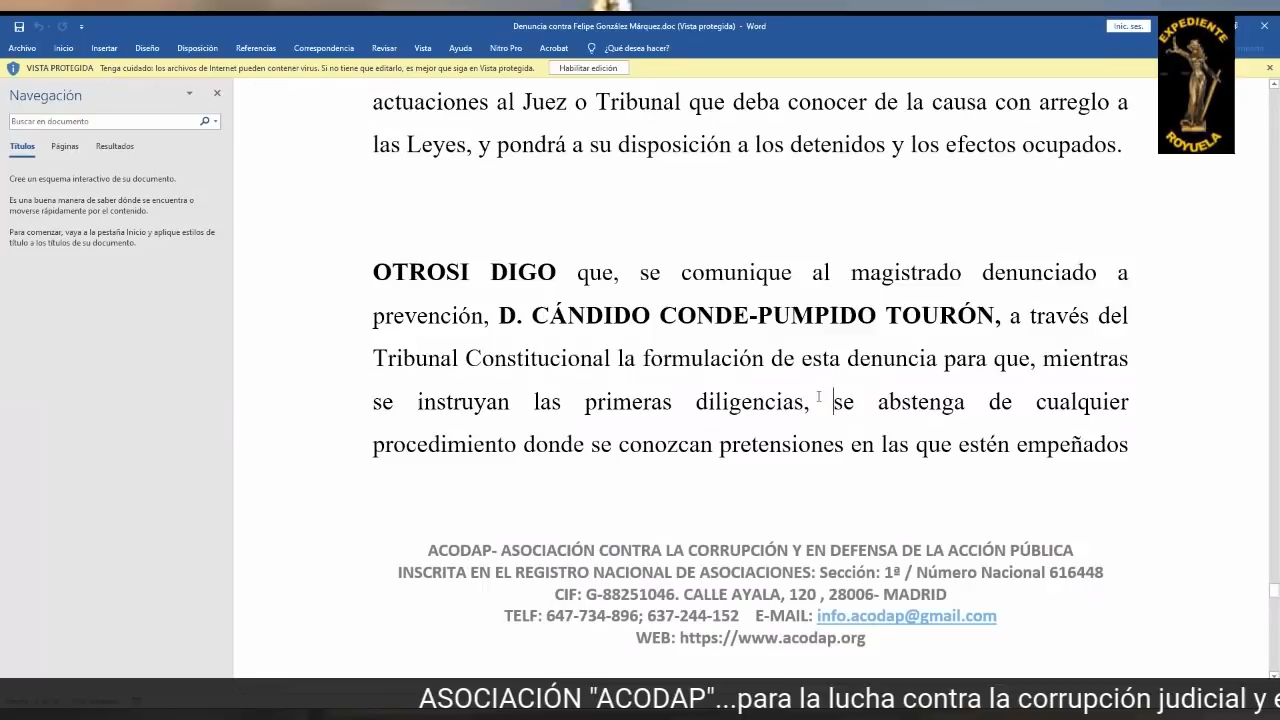 Denuncia contra Felipe González Márquez.doc (Vista protegida) - Word
Inic. ses.
Archivo Inicio Insertar Diseño Disposición Referencias Correspondencia Revisar Vista Ayuda Nitro Pro Acrobat ¿Qué desea hacer?
VISTA PROTEGIDA Tenga cuidado: los archivos de Internet pueden contener virus. Si no tiene que editarlo, es mejor que siga en Vista protegida. Habilitar edición
EXPEDIENTE
ROYUELA
Navegación
Buscar en documento
Títulos Páginas Resultados
Cree un esquema interactivo de su documento.
Es una buena manera de saber dónde se encuentra o
moverse rápidamente por el contenido.
Para comenzar, vaya a la pestaña Inicio y aplique estilos de
título a los títulos de su documento.
actuaciones al Juez o Tribunal que deba conocer de la causa con arreglo a
las Leyes, y pondrá a su disposición a los detenidos y los efectos ocupados.
OTROSI DIGO que, se comunique al magistrado denunciado a
prevención, D. CÁNDIDO CONDE-PUMPIDO TOURÓN, a través del
Tribunal Constitucional la formulación de esta denuncia para que, mientras
se instruyan las primeras diligencias, se abstenga de cualquier
procedimiento donde se conozcan pretensiones en las que estén empeñados
ACODAP- ASOCIACIÓN CONTRA LA CORRUPCIÓN Y EN DEFENSA DE LA ACCIÓN PÚBLICA
INSCRITA EN EL REGISTRO NACIONAL DE ASOCIACIONES: Sección: 1ª / Número Nacional 616448
CIF: G-88251046. CALLE AYALA, 120 , 28006- MADRID
TELF: 647-734-896; 637-244-152 E-MAIL: info.acodap@gmail.com
WEB: https://www.acodap.org
ASOCIACIÓN "ACODAP"...para la lucha contra la corrupción judicial y e